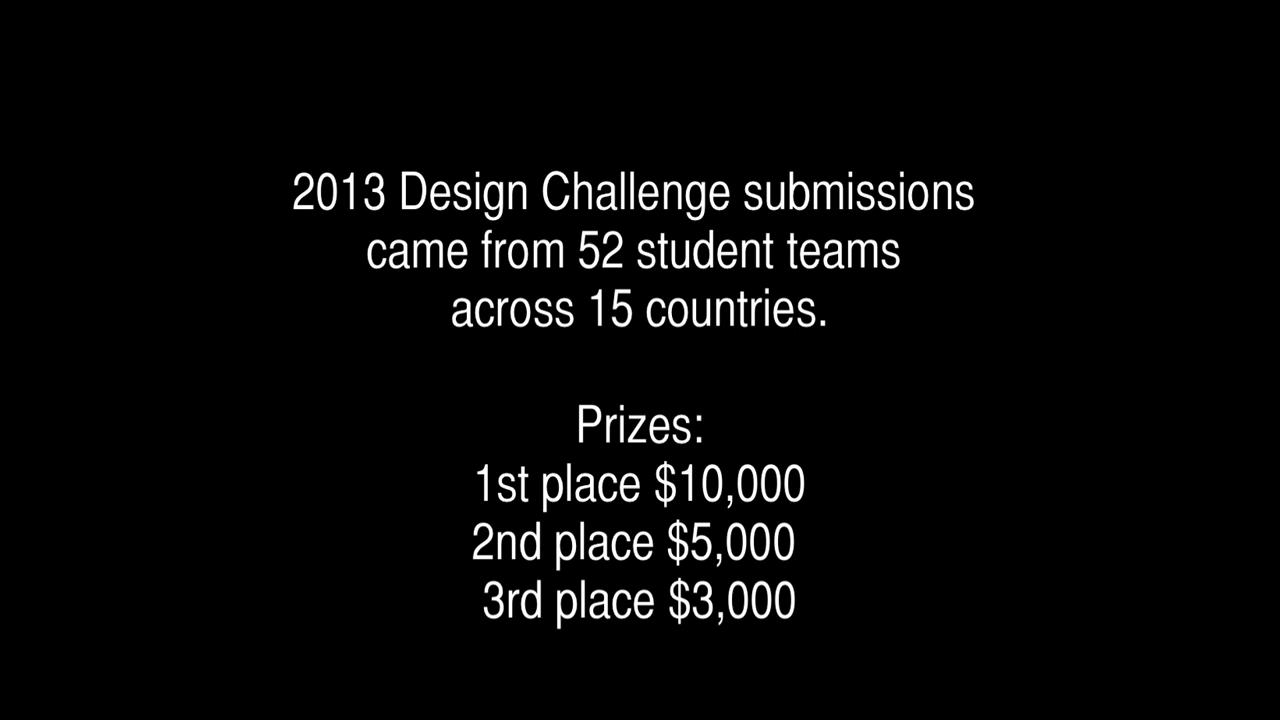 2013 Design Challenge submissions
came from 52 student teams
across 15 countries.
Prizes:
1st place $10,000
2nd place $5,000
3rd place $3,000